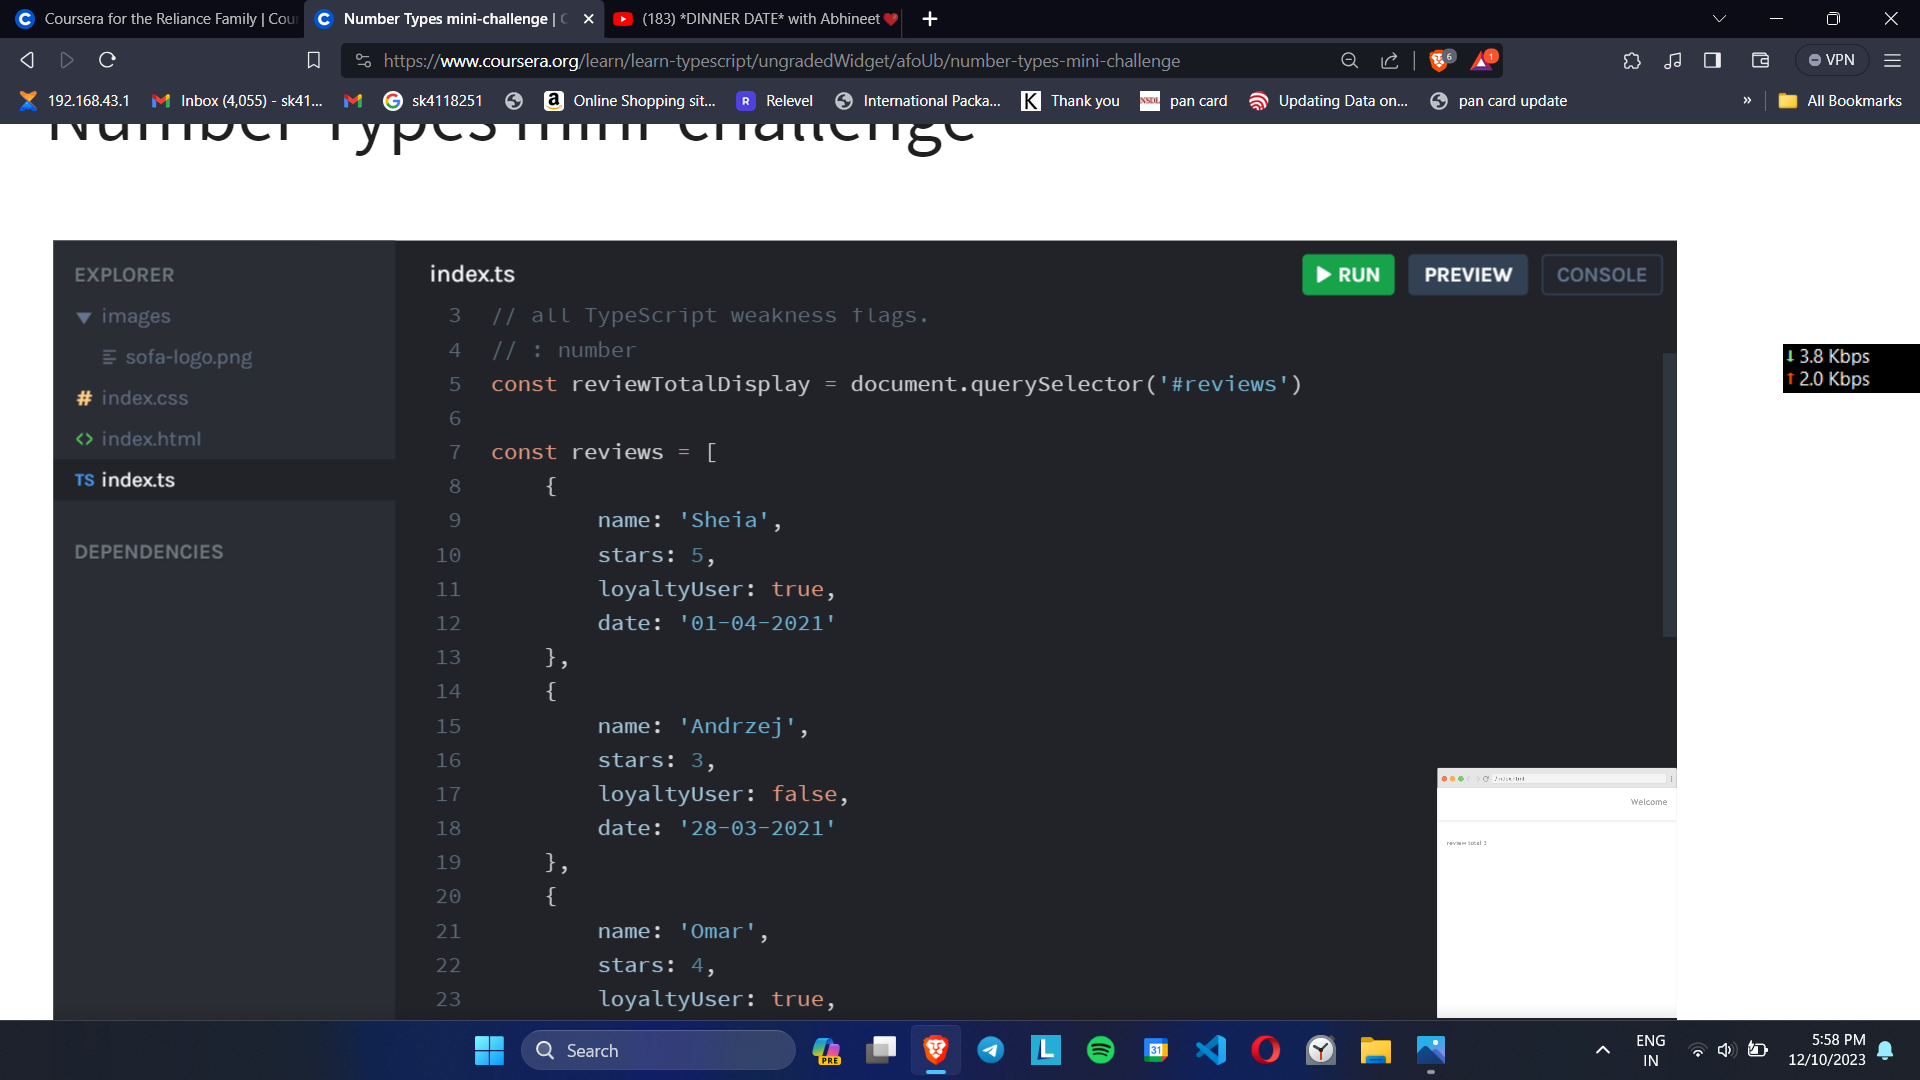 Coursera for the Reliance Family | Cour
Number Types mini-challenge | C
(183) *DINNER DATE* with Abhineet❤️
https://www.coursera.org/learn/learn-typescript/ungradedWidget/afoUb/number-types-mini-challenge
6
1
VPN
192.168.43.1
Inbox (4,055) - sk41...
sk4118251
Online Shopping sit...
Relevel
International Packa...
Thank you
pan card
Updating Data on...
pan card update
»
All Bookmarks
Number Types mini-challenge
EXPLORER
images
sofa-logo.png
# index.css
<> index.html
TS index.ts
DEPENDENCIES
index.ts
RUN
PREVIEW
CONSOLE
3 // all TypeScript weakness flags.
4 // : number
5 const reviewTotalDisplay = document.querySelector('#reviews')
6
7 const reviews = [
8 {
9 name: 'Sheia',
10 stars: 5,
11 loyaltyUser: true,
12 date: '01-04-2021'
13 },
14 {
15 name: 'Andrzej',
16 stars: 3,
17 loyaltyUser: false,
18 date: '28-03-2021'
19 },
20 {
21 name: 'Omar',
22 stars: 4,
23 loyaltyUser: true,
↓ 3.8 Kbps
↑ 2.0 Kbps
/index.html
Welcome
review total 3
Search
PRE
L
31
ENG
IN
5:58 PM
12/10/2023